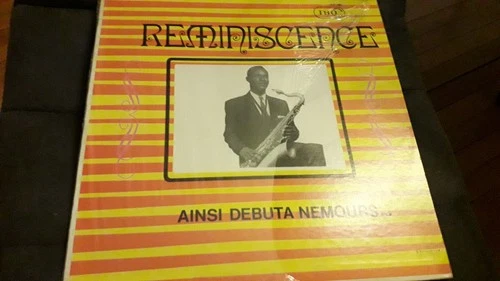 REMINISCENCE
AINSI DEBUTA NEMOURS...